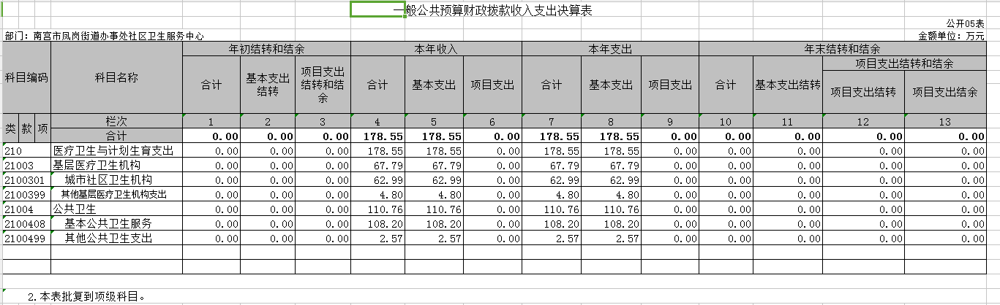 一般公共预算财政拨款收入支出决算表
公开05表
部门：南宫市凤岗街道办事处社区卫生服务中心 金额单位：万元
科目编码 科目名称 年初结转和结余 本年收入 本年支出 年末结转和结余
合计 基本支出结转 项目支出结转和结余 合计 基本支出 项目支出 合计 基本支出 项目支出 合计 基本支出结转 项目支出结转和结余
项目支出结转 项目支出结余
类 款 项 栏次 1 2 3 4 5 6 7 8 9 10 11 12 13
合计 0.00 0.00 0.00 178.55 178.55 0.00 178.55 178.55 0.00 0.00 0.00 0.00 0.00
210 医疗卫生与计划生育支出 0.00 0.00 0.00 178.55 178.55 0.00 178.55 178.55 0.00 0.00 0.00 0.00 0.00
21003 基层医疗卫生机构 0.00 0.00 0.00 67.79 67.79 0.00 67.79 67.79 0.00 0.00 0.00 0.00 0.00
2100301 城市社区卫生机构 0.00 0.00 0.00 62.99 62.99 0.00 62.99 62.99 0.00 0.00 0.00 0.00 0.00
2100399 其他基层医疗卫生机构支出 0.00 0.00 0.00 4.80 4.80 0.00 4.80 4.80 0.00 0.00 0.00 0.00 0.00
21004 公共卫生 0.00 0.00 0.00 110.76 110.76 0.00 110.76 110.76 0.00 0.00 0.00 0.00 0.00
2100408 基本公共卫生服务 0.00 0.00 0.00 108.20 108.20 0.00 108.20 108.20 0.00 0.00 0.00 0.00 0.00
2100499 其他公共卫生支出 0.00 0.00 0.00 2.57 2.57 0.00 2.57 2.57 0.00 0.00 0.00 0.00 0.00
2.本表批复到项级科目。